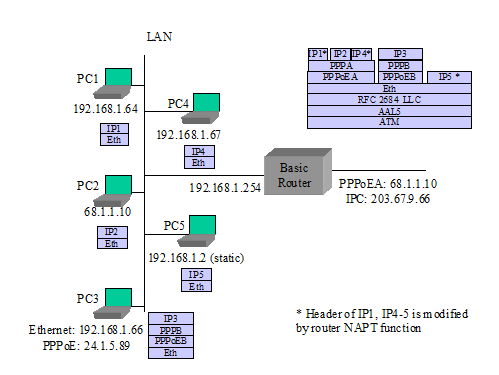 LAN
IP1* IP2 IP4* IP3
PPPA PPPB
PPPoEA PPPoEB IP5 *
Eth
RFC 2684 LLC
AAL5
ATM
PC1
192.168.1.64
IP1
Eth
PC4
192.168.1.67
IP4
Eth
Basic
Router
192.168.1.254
PPPoEA: 68.1.1.10
IPC: 203.67.9.66
PC2
68.1.1.10
IP2
Eth
PC5
192.168.1.2 (static)
IP5
Eth
PC3
Ethernet: 192.168.1.66
PPPoE: 24.1.5.89
IP3
PPPB
PPPoEB
Eth
* Header of IP1, IP4-5 is modified
by router NAPT function